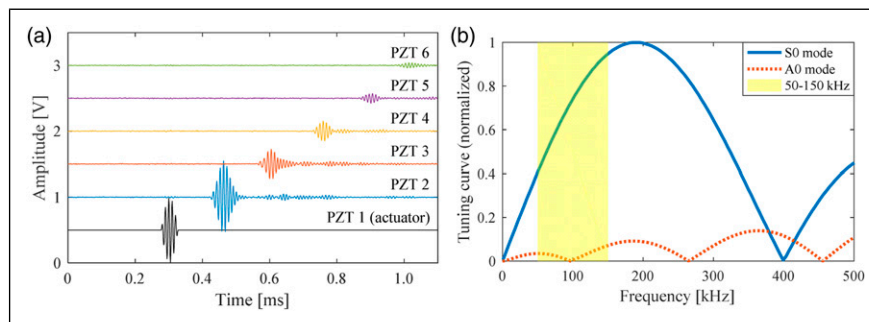 (a)
PZT 6
PZT 5
PZT 4
PZT 3
PZT 2
PZT 1 (actuator)
3
2
1
0
Amplitude [V]
0 0.2 0.4 0.6 0.8 1.0
Time [ms]
(b)
S0 mode
A0 mode
50-150 kHz
1
0.8
0.6
0.4
0.2
0
Tuning curve (normalized)
0 100 200 300 400 500
Frequency [kHz]